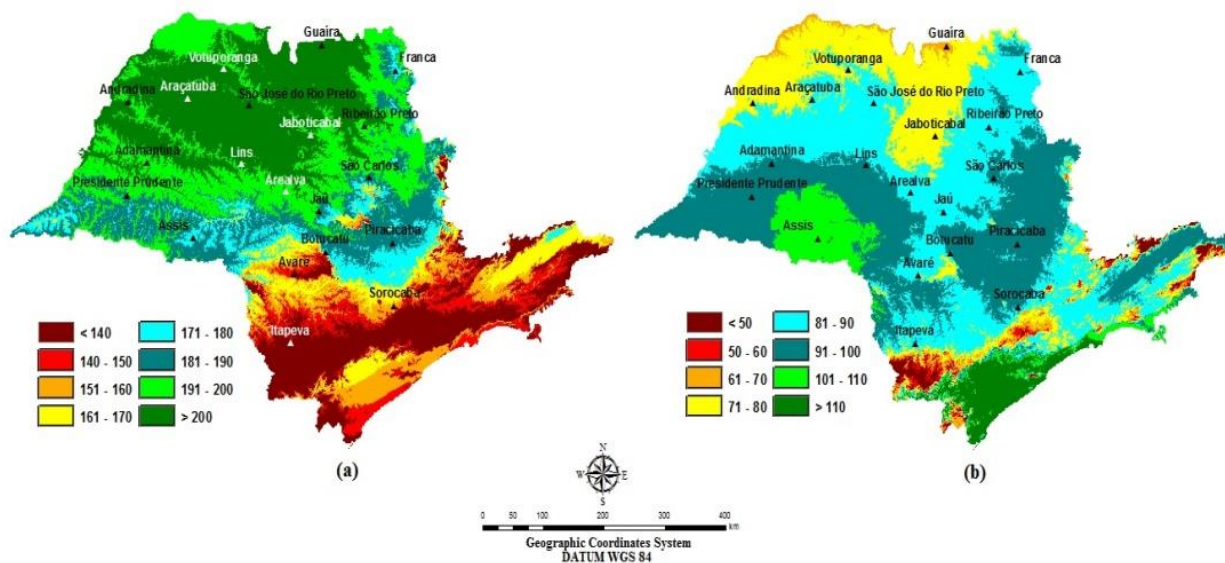 Guaira
Franca
Votuporanga
Andradina
Araçatuba
São José do Rio Preto
Ribeirão Preto
Jaboticabal
Adamantina
Lins
São Carlos
Presidente Prudente
Arealva
Jaú
Assis
Piracicaba
Botucatu
Avaré
Sorocaba
Itapeva
< 140
140 - 150
151 - 160
161 - 170
171 - 180
181 - 190
191 - 200
> 200
(a)
Guaira
Franca
Votuporanga
Andradina
Araçatuba
São José do Rio Preto
Ribeirão Preto
Jaboticabal
Adamantina
Lins
São Carlos
Presidente Prudente
Arealva
Jaú
Assis
Piracicaba
Botucatu
Avaré
Sorocaba
Itapeva
< 50
50 - 60
61 - 70
71 - 80
81 - 90
91 - 100
101 - 110
> 110
(b)
N
W E
S
0 50 100 200 300 400
km
Geographic Coordinates System
DATUM WGS 84